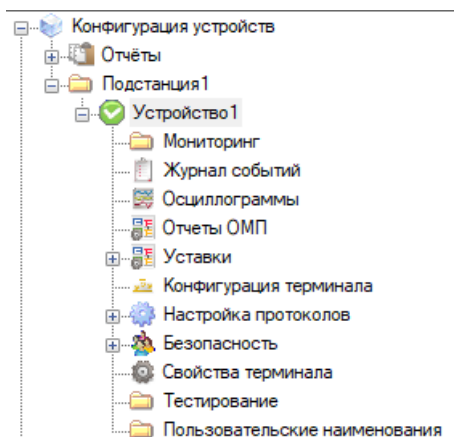 Конфигурация устройств
Отчёты
Подстанция1
Устройство1
Мониторинг
Журнал событий
Осциллограммы
Отчеты ОМП
Уставки
Конфигурация терминала
Настройка протоколов
Безопасность
Свойства терминала
Тестирование
Пользовательские наименования